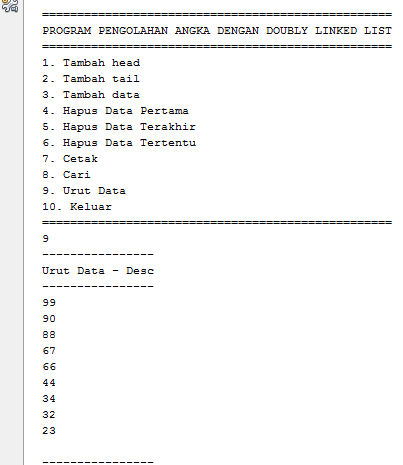 ==================================================
PROGRAM PENGOLAHAN ANGKA DENGAN DOUBLY LINKED LIST
==================================================
1. Tambah head
2. Tambah tail
3. Tambah data
4. Hapus Data Pertama
5. Hapus Data Terakhir
6. Hapus Data Tertentu
7. Cetak
8. Cari
9. Urut Data
10. Keluar
==================================================
9
----------------
Urut Data - Desc
----------------
99
90
88
67
66
44
34
32
23
----------------